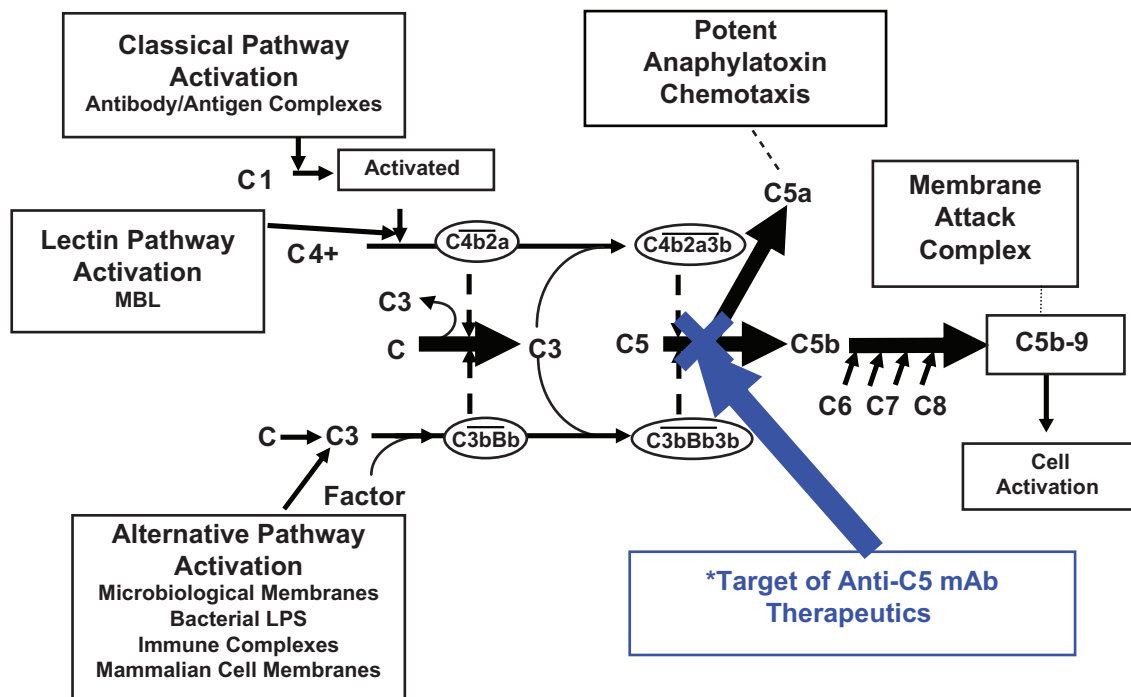 Classical Pathway
Activation
Antibody/Antigen Complexes
Potent
Anaphylatoxin
Chemotaxis
C1
Activated
Lectin Pathway
Activation
MBL
C4+
C4b2a
C4b2a3b
C5a
Membrane
Attack
Complex
C3
C
C3
C5
C5b
C5b-9
C6
C7
C8
C
C3
C3bBb
C3bBb3b
Factor
Cell
Activation
Alternative Pathway
Activation
Microbiological Membranes
Bacterial LPS
Immune Complexes
Mammalian Cell Membranes
*Target of Anti-C5 mAb
Therapeutics